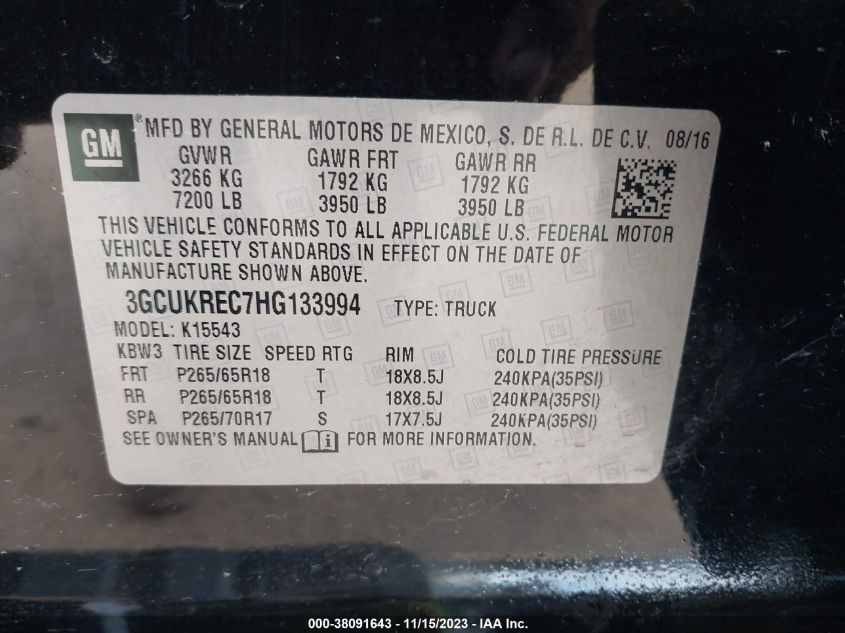 GM ® MFD BY GENERAL MOTORS DE MEXICO, S. DE R.L. DE C.V. 08/16
GVWR GAWR FRT GAWR RR
3266 KG 1792 KG 1792 KG
7200 LB 3950 LB 3950 LB
THIS VEHICLE CONFORMS TO ALL APPLICABLE U.S. FEDERAL MOTOR
VEHICLE SAFETY STANDARDS IN EFFECT ON THE DATE OF
MANUFACTURE SHOWN ABOVE.
3GCUKREC7HG133994 TYPE: TRUCK
MODEL: K15543
KBW3 TIRE SIZE SPEED RTG RIM COLD TIRE PRESSURE
FRT P265/65R18 T 18X8.5J 240KPA(35PSI)
RR P265/65R18 T 18X8.5J 240KPA(35PSI)
SPA P265/70R17 S 17X7.5J 240KPA(35PSI)
SEE OWNER'S MANUAL i FOR MORE INFORMATION.
000-38091643 - 11/15/2023 - IAA Inc.